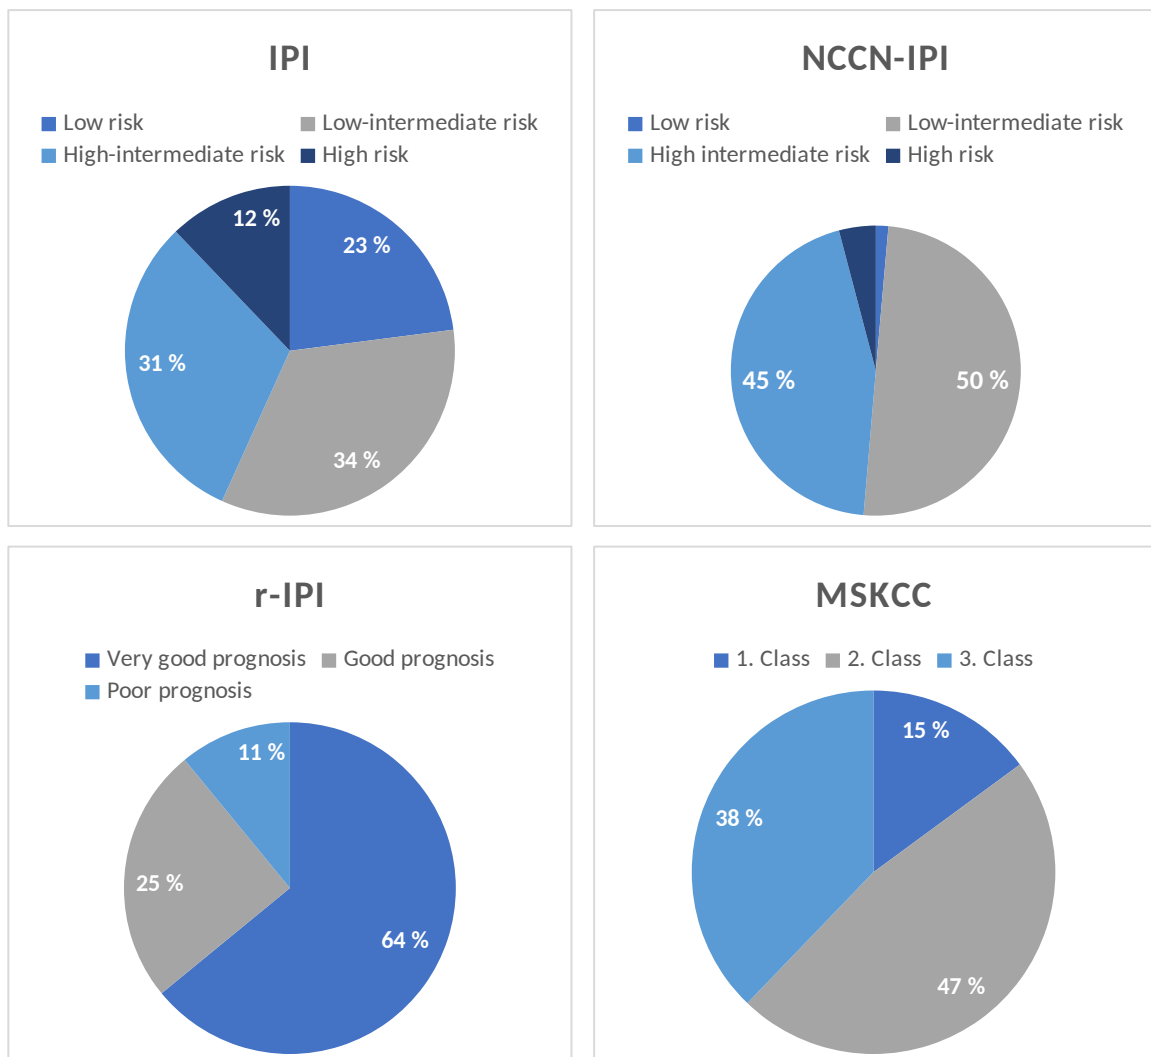 IPI
Low risk
Low-intermediate risk
High-intermediate risk
High risk
12 %
23 %
31 %
34 %
NCCN-IPI
Low risk
Low-intermediate risk
High intermediate risk
High risk
45 %
50 %
r-IPI
Very good prognosis
Good prognosis
Poor prognosis
11 %
25 %
64 %
MSKCC
1. Class
2. Class
3. Class
15 %
38 %
47 %